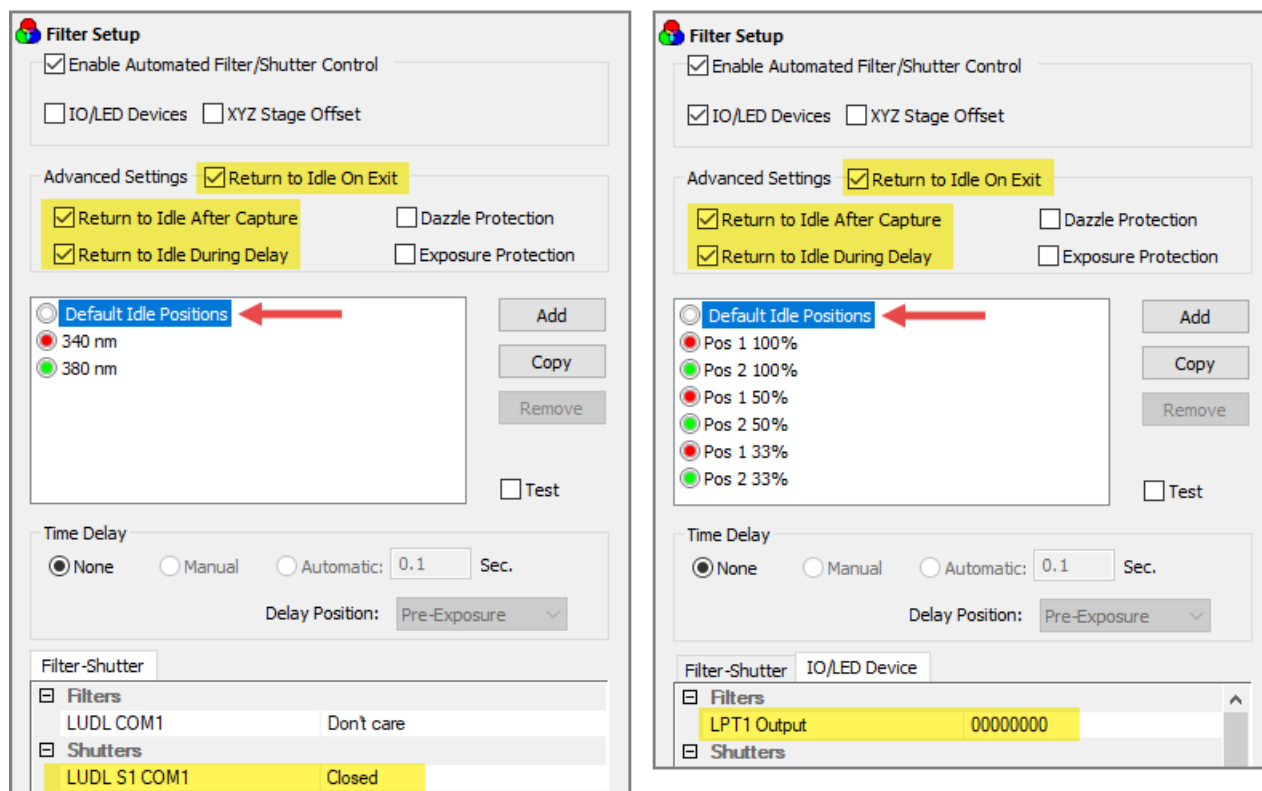 Filter Setup
Enable Automated Filter/Shutter Control
IO/LED Devices XYZ Stage Offset
Advanced Settings Return to Idle On Exit
Return to Idle After Capture Dazzle Protection
Return to Idle During Delay Exposure Protection
Default Idle Positions Add
340 nm
380 nm Copy
Remove
Test
Time Delay
None Manual Automatic: 0.1 Sec.
Delay Position: Pre-Exposure
Filter-Shutter
Filters
LUDL COM1 Don't care
Shutters
LUDL S1 COM1 Closed
Filter Setup
Enable Automated Filter/Shutter Control
IO/LED Devices XYZ Stage Offset
Advanced Settings Return to Idle On Exit
Return to Idle After Capture Dazzle Protection
Return to Idle During Delay Exposure Protection
Default Idle Positions Add
Pos 1 100%
Pos 2 100% Copy
Pos 1 50%
Pos 2 50% Remove
Pos 1 33%
Pos 2 33% Test
Time Delay
None Manual Automatic: 0.1 Sec.
Delay Position: Pre-Exposure
Filter-Shutter IO/LED Device
Filters
LPT1 Output 00000000
Shutters